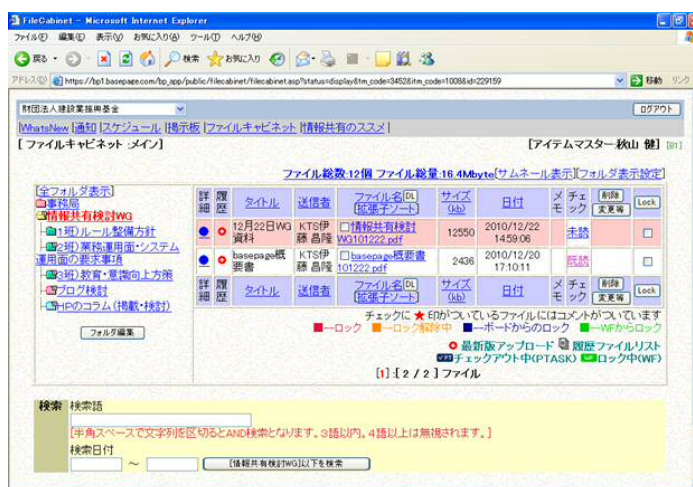 FileCabinet - Microsoft Internet Explorer
ファイル(F) 編集(E) 表示(V) お気に入り(A) ツール(T) ヘルプ(H)
戻る 検索 お気に入り
アドレス(D) https://bp1.basepage.com/bp_app/public/filecabinet/filecabinet.asp?status=display&tm_code=3452&itm_code=1008&id=229159 移動 リンク
財団法人建設業振興基金 ログアウト
|WhatsNew |通知 |スケジュール |掲示板 |ファイルキャビネット |情報共有のススメ |
[ ファイルキャビネット :メイン] [アイテムマスター-秋山 健] [B1]
ファイル総数:12個 ファイル総量:16.4Mbyte[サムネール表示][フォルダ表示設定]
[全フォルダ表示]
事務局
情報共有検討WG
1班)ルール整備方針
2班)業務運用面・システム運用面の要求事項
3班)教育・意識向上方策
ブログ検討
HPのコラム (掲載・検討)
フォルダ編集
詳細 履歴 タイトル 送信者 ファイル名[DL] [拡張子ソート] サイズ(kb) 日付 メモ チェック 削除 変更等 Lock
12月22日WG資料 KTS伊藤 昌隆 情報共有検討WG101222.pdf 12550 2010/12/22 14:59:06 未読
basepage概要書 KTS伊藤 昌隆 basepage概要書101222.pdf 2436 2010/12/20 17:10:11 既読
詳細 履歴 タイトル 送信者 ファイル名[DL] [拡張子ソート] サイズ(kb) 日付 メモ チェック 削除 変更等 Lock
チェックに ★ 印がついているファイルにはコメントがついています
■--ロック ■--ロック解除中 ■--ボードからのロック ■--WFからロック
最新版アップロード 履歴ファイルリスト
チェックアウト中(PTASK) ロック中(WF)
[1]:[ 2 / 2 ] ファイル
検索 検索語
[半角スペースで文字列を区切るとAND検索となります。3語以内。4語以上は無視されます。]
検索日付
～ [情報共有検討WG]以下を検索